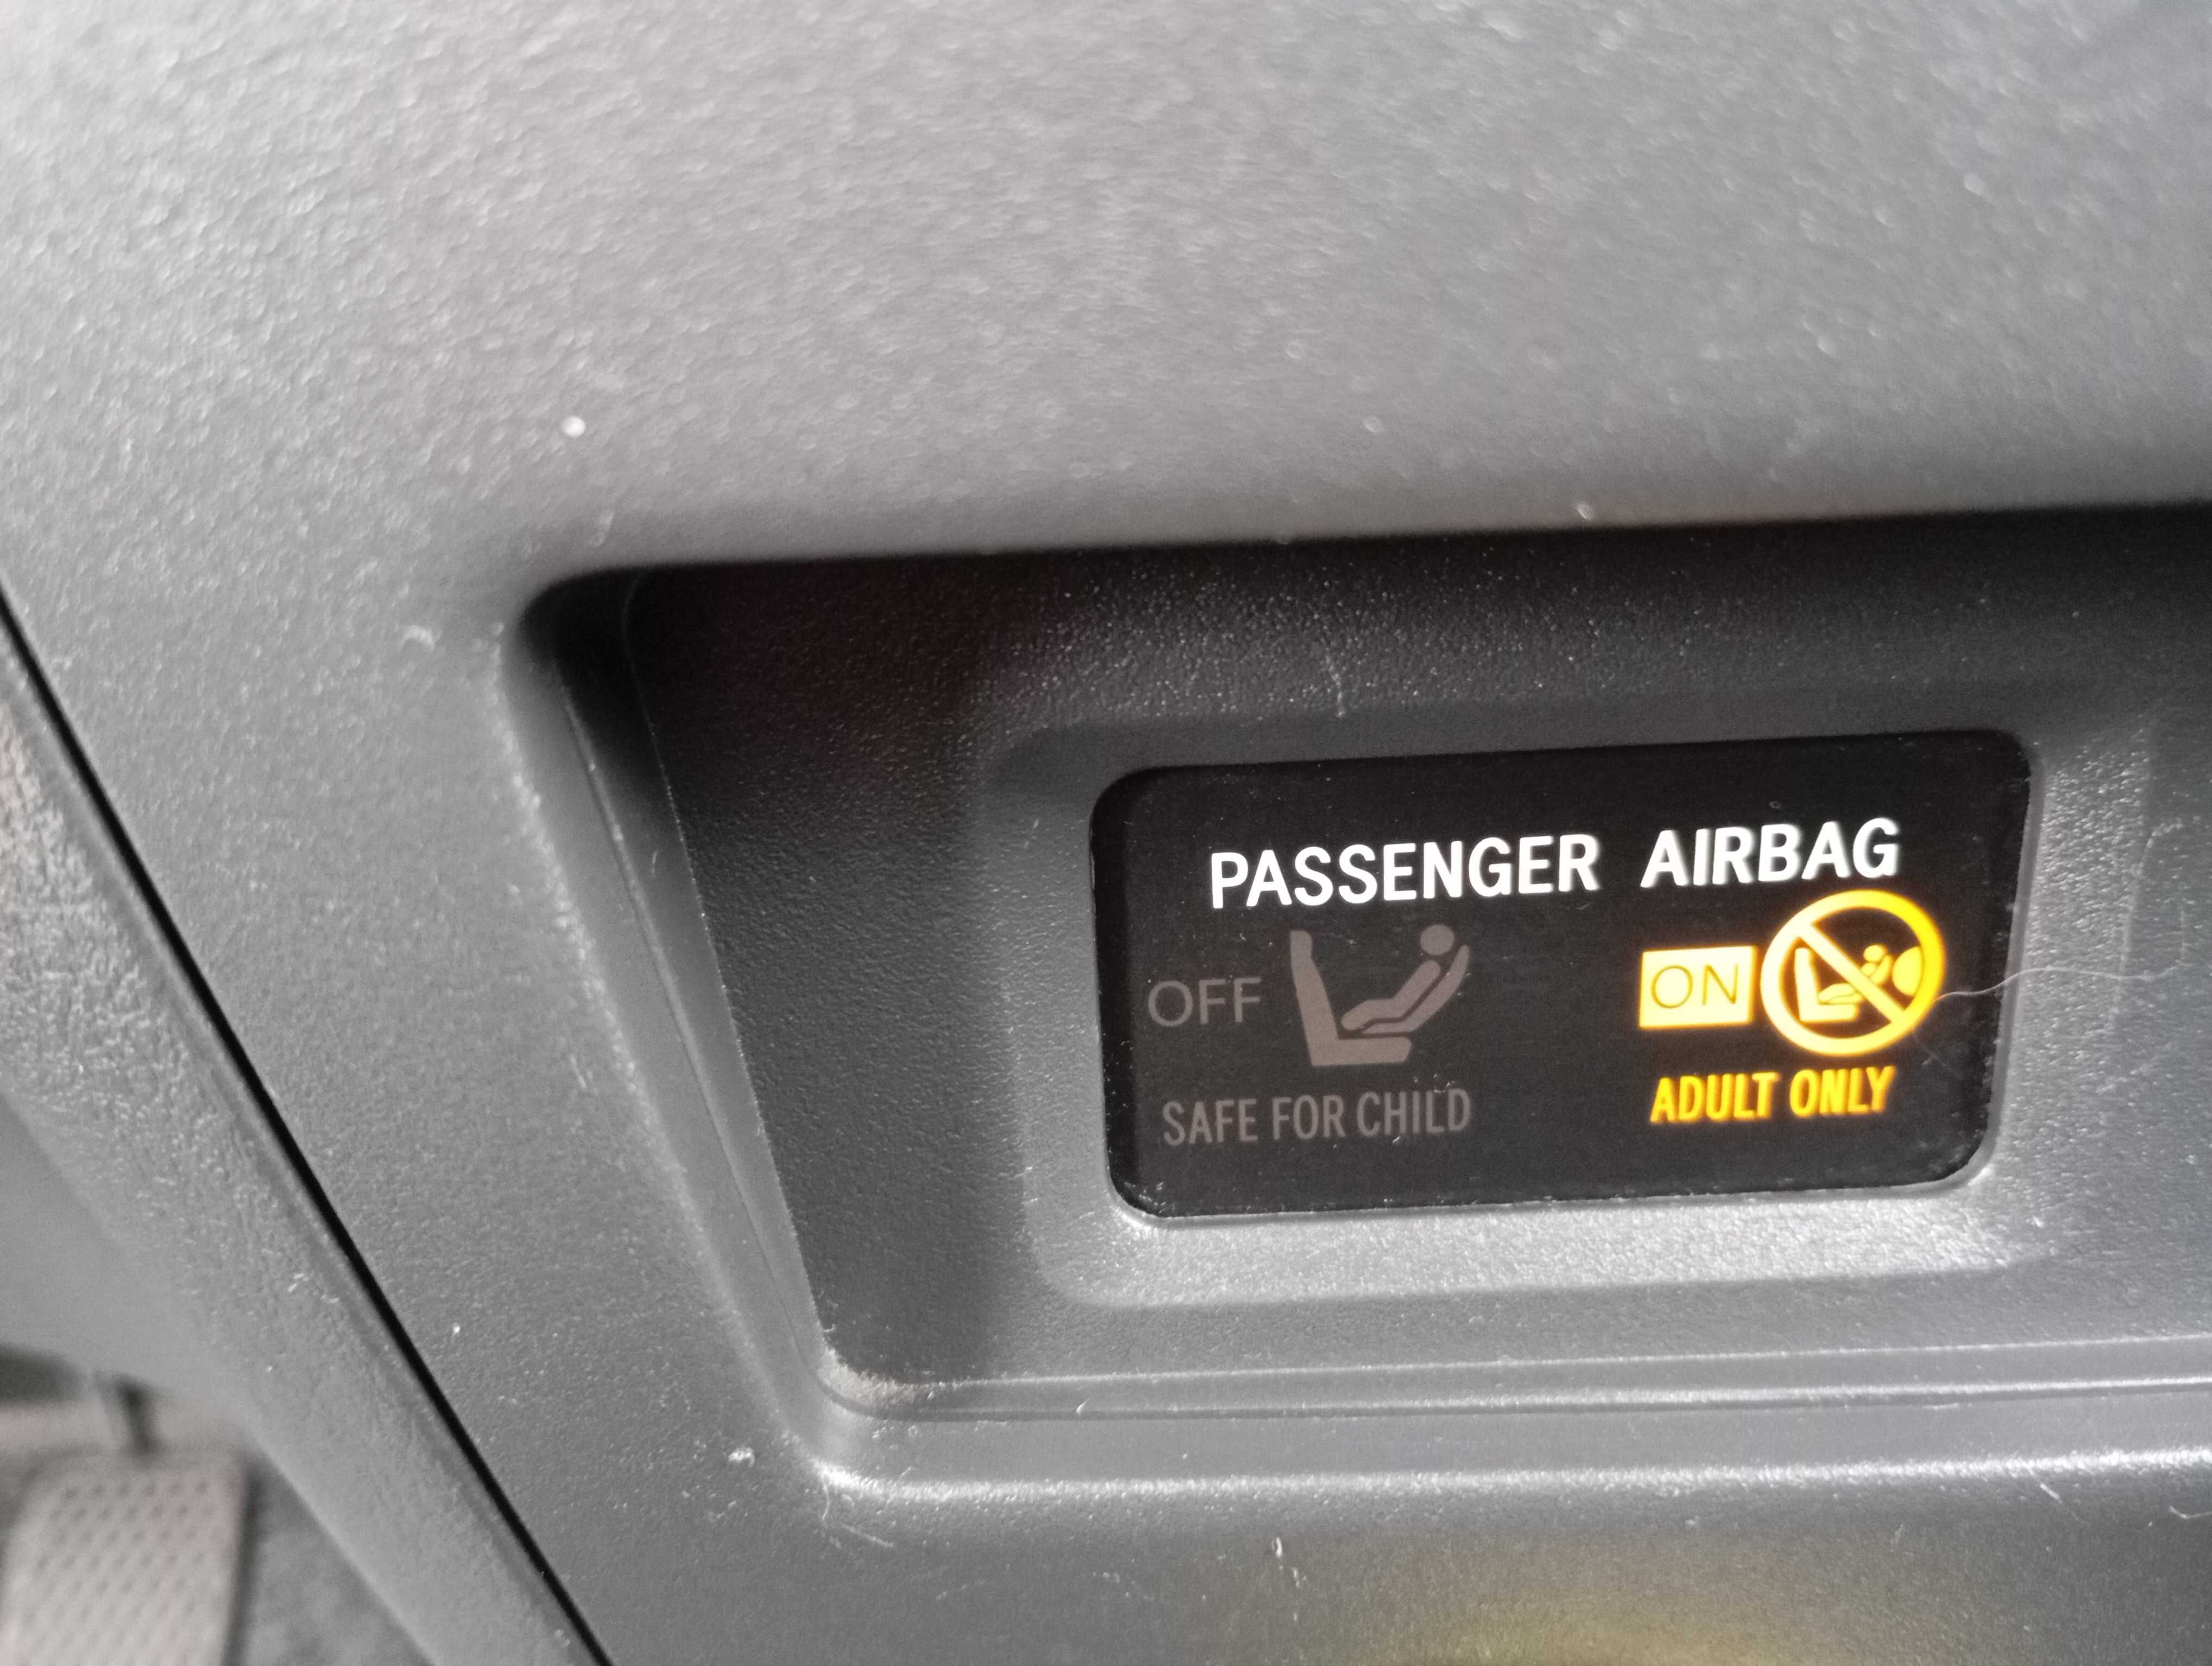 PASSENGER AIRBAG
OFF
SAFE FOR CHILD
ON
ADULT ONLY